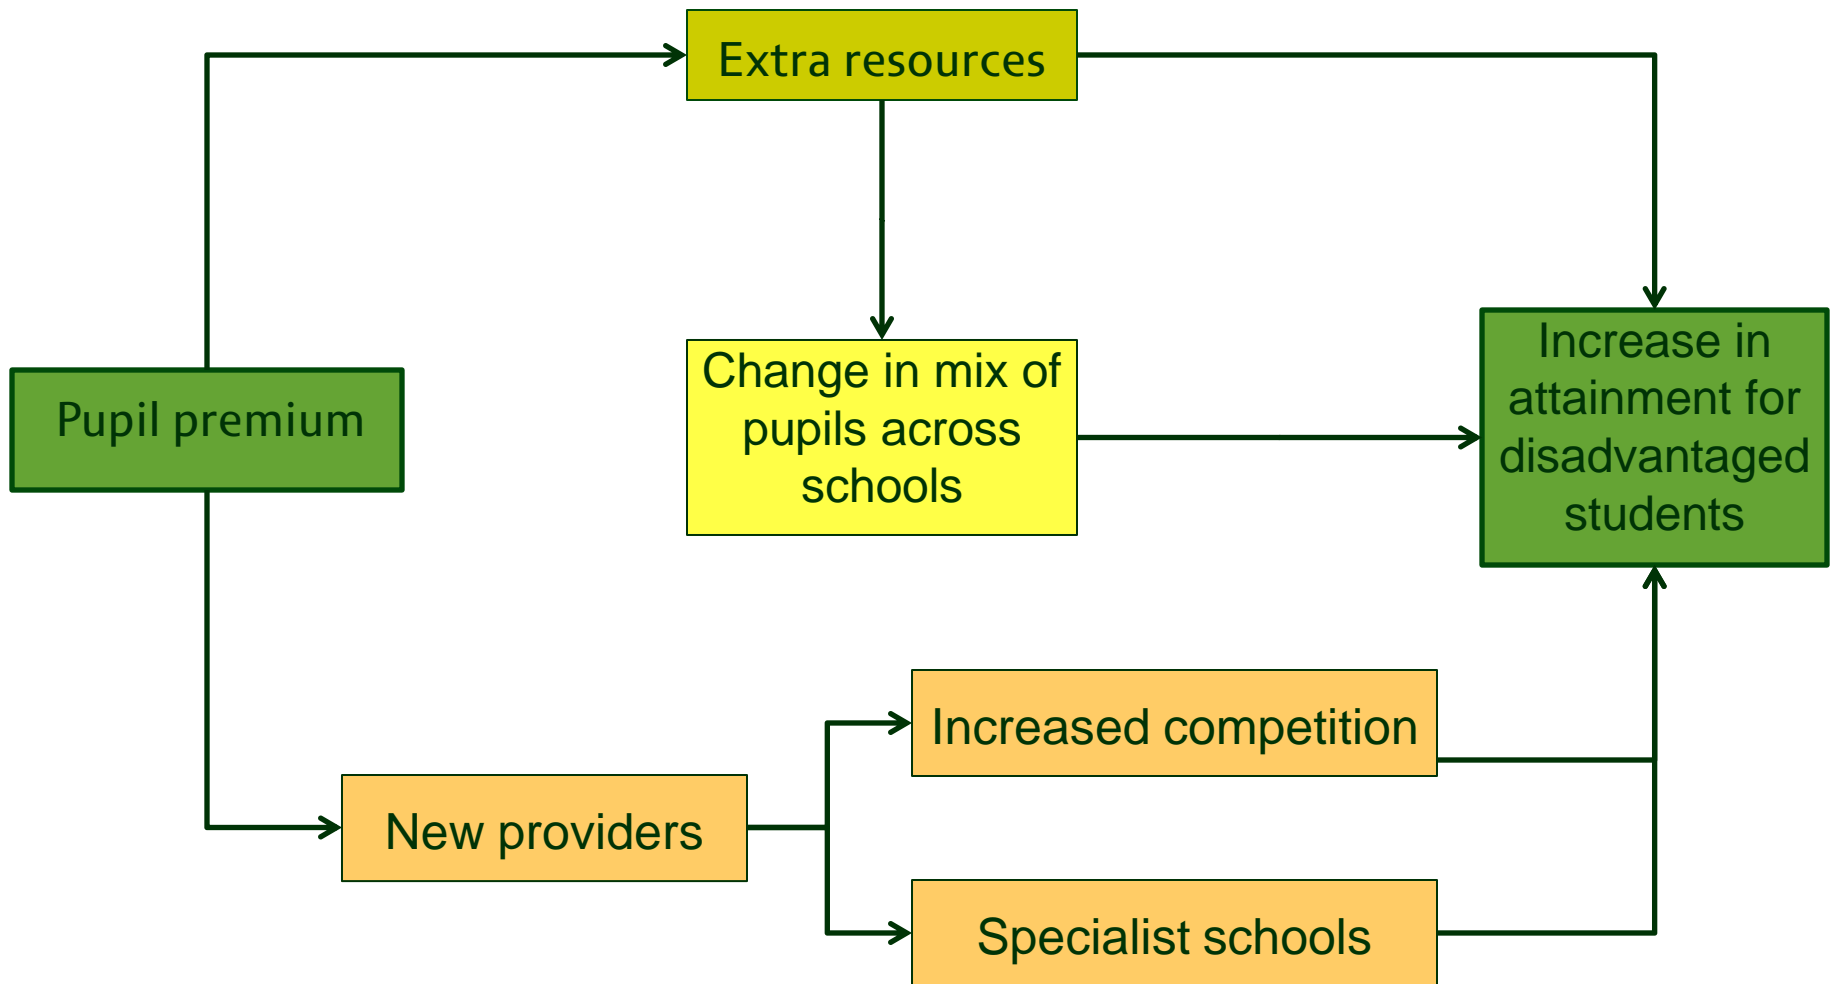 Extra resources
Pupil premium
Change in mix of
pupils across
schools
Increase in
attainment for
disadvantaged
students
Increased competition
New providers
Specialist schools